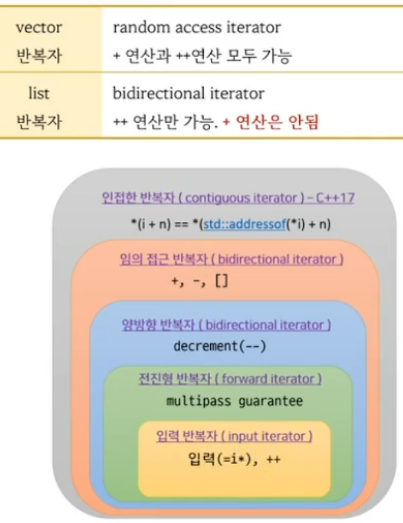 vector random access iterator
반복자 + 연산과 ++연산 모두 가능
list bidirectional iterator
반복자 ++ 연산만 가능. + 연산은 안됨
인접한 반복자 ( contiguous iterator ) – C++17
*(i + n) == *(std::addressof(*i) + n)
임의 접근 반복자 ( bidirectional iterator )
+, -, []
양방향 반복자 ( bidirectional iterator )
decrement(--)
전진형 반복자 ( forward iterator )
multipass guarantee
입력 반복자 ( input iterator )
입력(=i*), ++